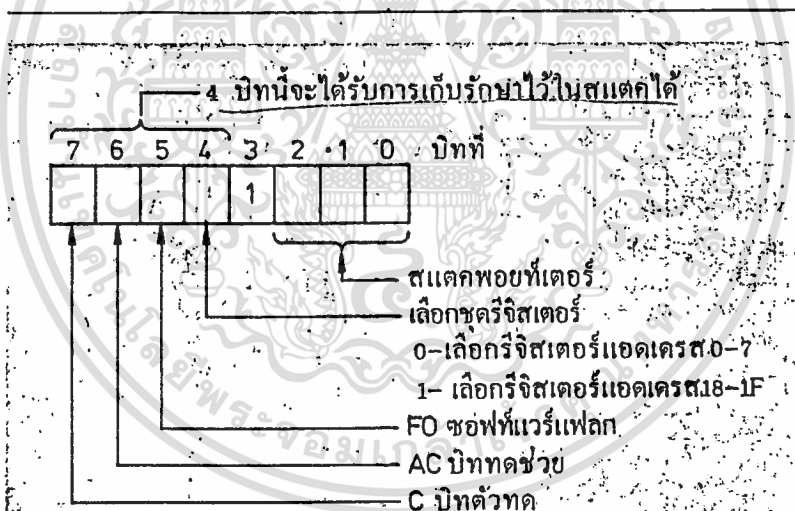 4 บิทนี้จะได้รับการเก็บรักษาไว้ในสแตคได้
7 6 5 4 3 2 1 0 บิทที่
1
สแตคพอยท์เตอร์
เลือกชุดรีจิสเตอร์
0-เลือกรีจิสเตอร์แอดเดรส.0-7
1- เลือกรีจิสเตอร์แอดเดรส.18-1F
FO ซอฟท์แวร์แฟลก
AC บิททดช่วย
C บิทตัวทด